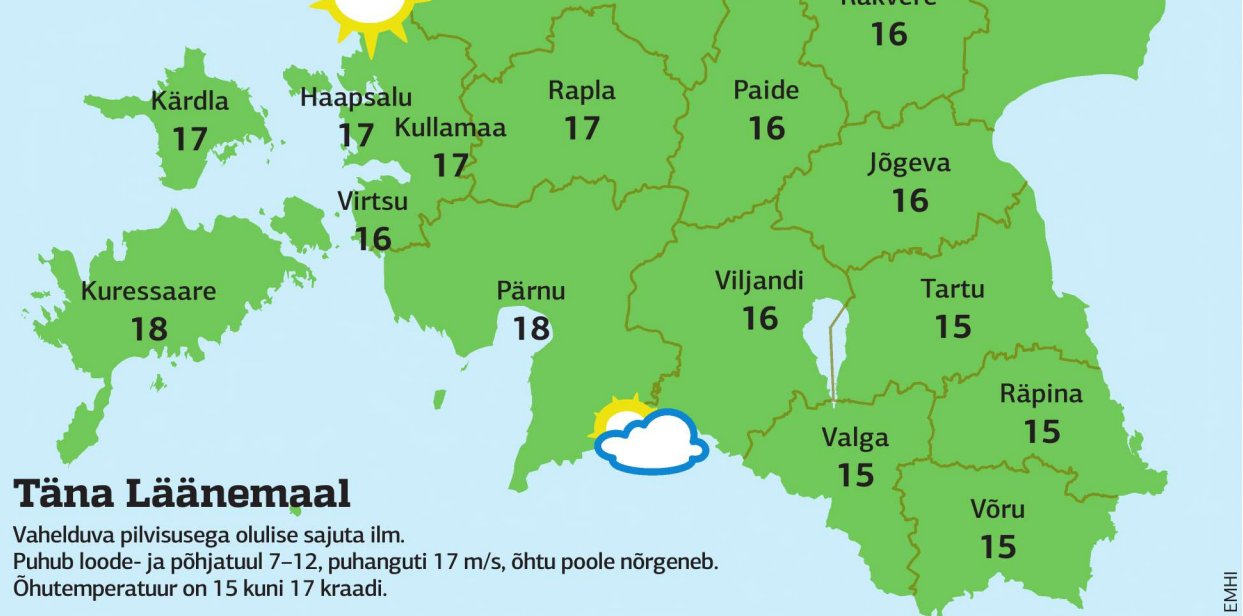 Rakvere
16
Kärdla
17
Haapsalu
17
Kullamaa
17
Rapla
17
Paide
16
Jõgeva
16
Virtsu
16
Kuressaare
18
Pärnu
18
Viljandi
16
Tartu
15
Räpina
15
Valga
15
Võru
15
Täna Läänemaal
Vahelduva pilvisusega olulise sajuta ilm.
Puhub loode- ja põhjatuul 7–12, puhanguti 17 m/s, õhtu poole nõrgeneb.
Õhutemperatuur on 15 kuni 17 kraadi.
EMHI